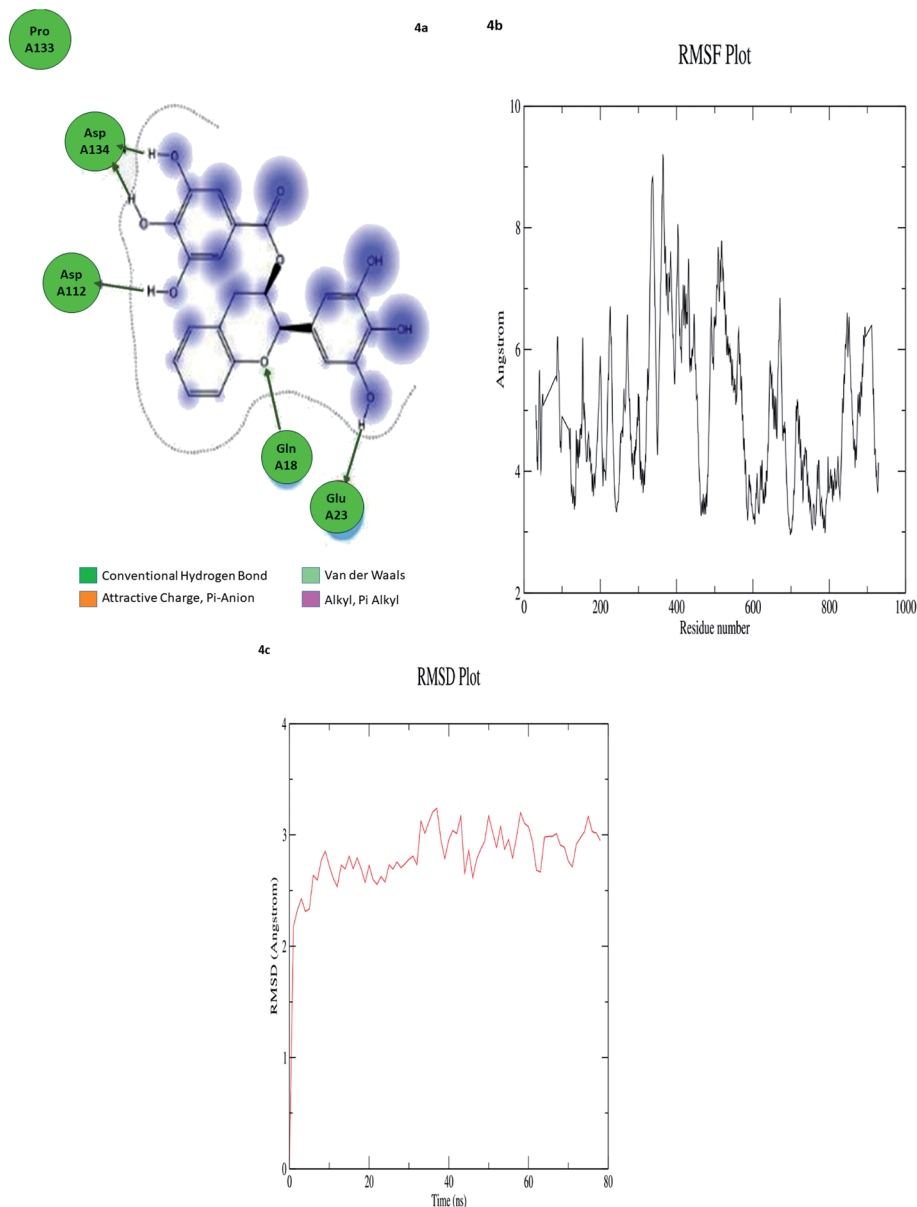 4a
Pro
A133
Asp
A134
H
O
H
O
Asp
A112
H
O
O
O
OH
OH
O
O
H
Gln
A18
Glu
A23
Conventional Hydrogen Bond
Van der Waals
Attractive Charge, Pi-Anion
Alkyl, Pi Alkyl
4b
RMSF Plot
10
8
6
4
2
Angstrom
0
200
400
600
800
1000
Residue number
4c
RMSD Plot
4
3
2
1
0
RMSD (Angstrom)
0
20
40
60
80
Time (ns)